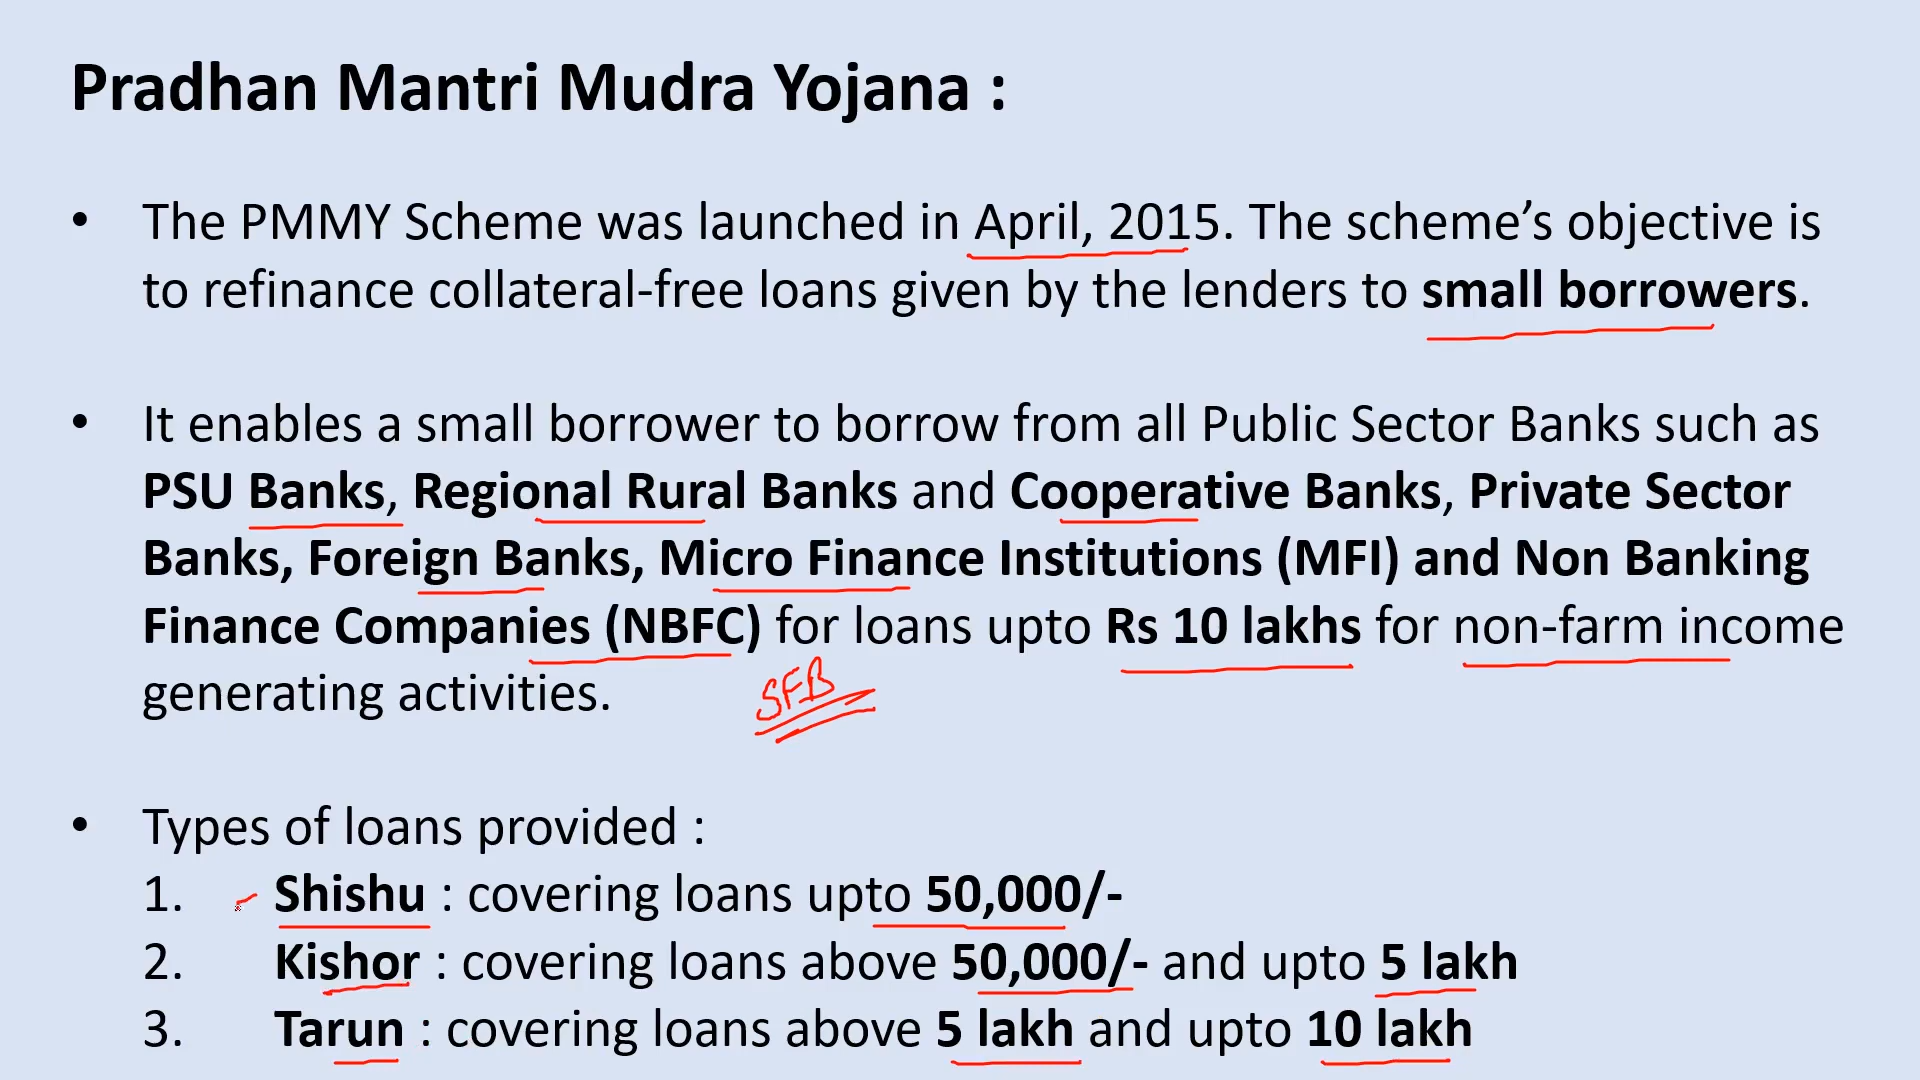 Pradhan Mantri Mudra Yojana :
• The PMMY Scheme was launched in April, 2015. The scheme’s objective is
to refinance collateral-free loans given by the lenders to small borrowers.
• It enables a small borrower to borrow from all Public Sector Banks such as
PSU Banks, Regional Rural Banks and Cooperative Banks, Private Sector
Banks, Foreign Banks, Micro Finance Institutions (MFI) and Non Banking
Finance Companies (NBFC) for loans upto Rs 10 lakhs for non-farm income
generating activities.
SFB
• Types of loans provided :
1. Shishu : covering loans upto 50,000/-
2. Kishor : covering loans above 50,000/- and upto 5 lakh
3. Tarun : covering loans above 5 lakh and upto 10 lakh